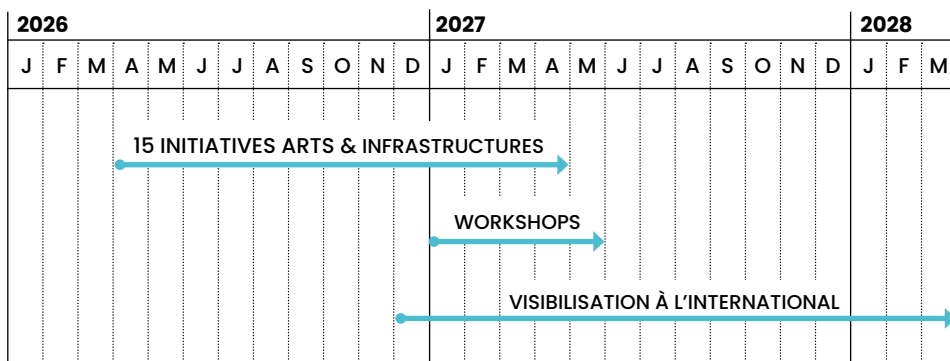 2026 2027 2028
J F M A M J J A S O N D J F M A M J J A S O N D J F M
15 INITIATIVES ARTS & INFRASTRUCTURES
WORKSHOPS
VISIBILISATION À L’INTERNATIONAL